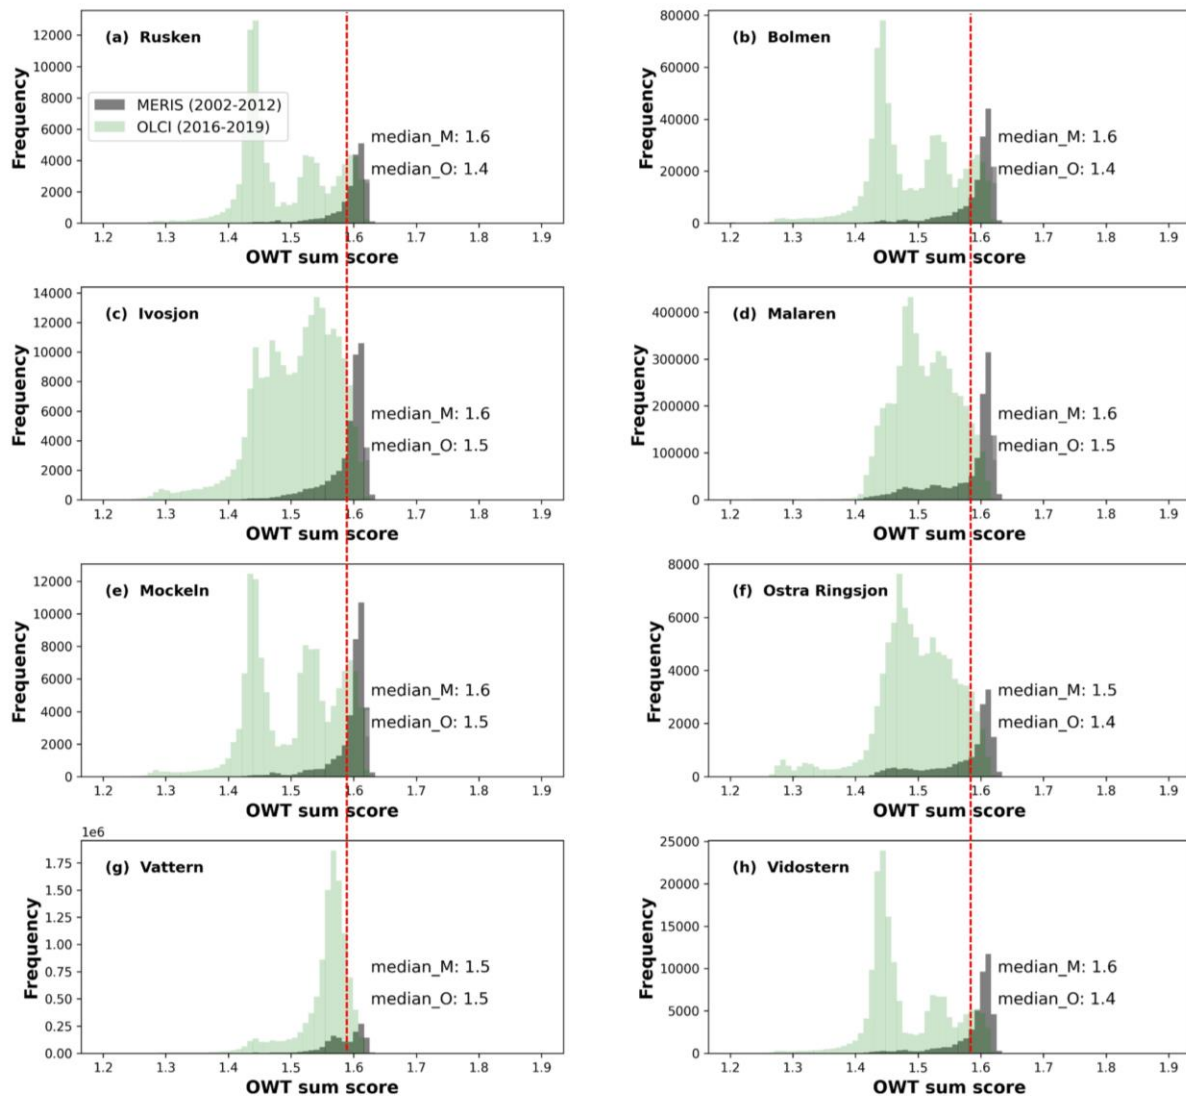 (a) Rusken
Frequency
12000
10000
8000
6000
4000
2000
0
MERIS (2002-2012)
OLCI (2016-2019)
median_M: 1.6
median_O: 1.4
1.2 1.3 1.4 1.5 1.6 1.7 1.8 1.9
OWT sum score
(b) Bolmen
Frequency
80000
60000
40000
20000
0
median_M: 1.6
median_O: 1.4
1.2 1.3 1.4 1.5 1.6 1.7 1.8 1.9
OWT sum score
(c) Ivosjon
Frequency
14000
12000
10000
8000
6000
4000
2000
0
median_M: 1.6
median_O: 1.5
1.2 1.3 1.4 1.5 1.6 1.7 1.8 1.9
OWT sum score
(d) Malaren
Frequency
400000
300000
200000
100000
0
median_M: 1.6
median_O: 1.5
1.2 1.3 1.4 1.5 1.6 1.7 1.8 1.9
OWT sum score
(e) Mockeln
Frequency
12000
10000
8000
6000
4000
2000
0
median_M: 1.6
median_O: 1.5
1.2 1.3 1.4 1.5 1.6 1.7 1.8 1.9
OWT sum score
(f) Ostra Ringsjon
Frequency
8000
6000
4000
2000
0
median_M: 1.5
median_O: 1.4
1.2 1.3 1.4 1.5 1.6 1.7 1.8 1.9
OWT sum score
1e6
(g) Vattern
Frequency
1.75
1.50
1.25
1.00
0.75
0.50
0.25
0.00
median_M: 1.5
median_O: 1.5
1.2 1.3 1.4 1.5 1.6 1.7 1.8 1.9
OWT sum score
(h) Vidostern
Frequency
25000
20000
15000
10000
5000
0
median_M: 1.6
median_O: 1.4
1.2 1.3 1.4 1.5 1.6 1.7 1.8 1.9
OWT sum score